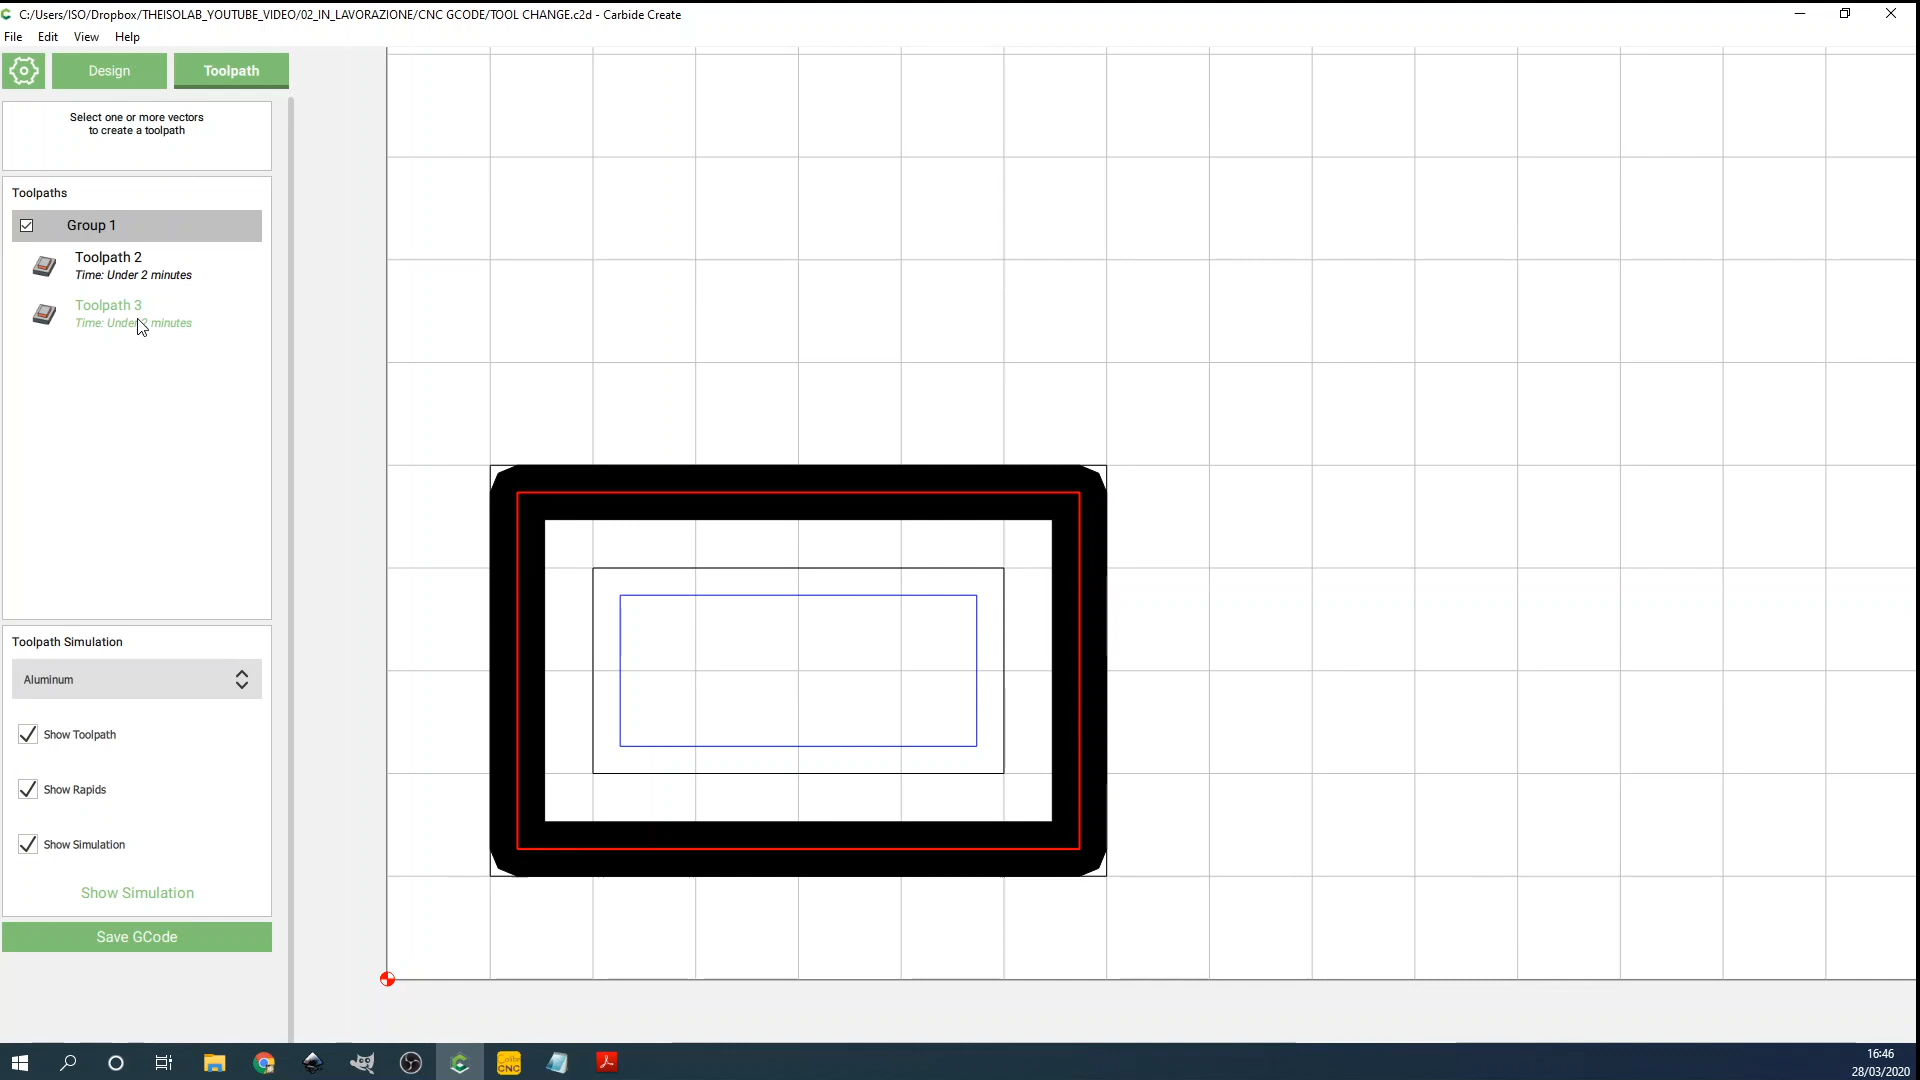 C:/Users/ISO/Dropbox/THEISOLAB_YOUTUBE_VIDEO/02_IN_LAVORAZIONE/CNC GCODE/TOOL CHANGE.c2d - Carbide Create
File Edit View Help
Design Toolpath
Select one or more vectors
to create a toolpath
Toolpaths
Group 1
Toolpath 2
Time: Under 2 minutes
Toolpath 3
Time: Under 2 minutes
Toolpath Simulation
Aluminum
Show Toolpath
Show Rapids
Show Simulation
Show Simulation
Save GCode
CNC
16:46
28/03/2020